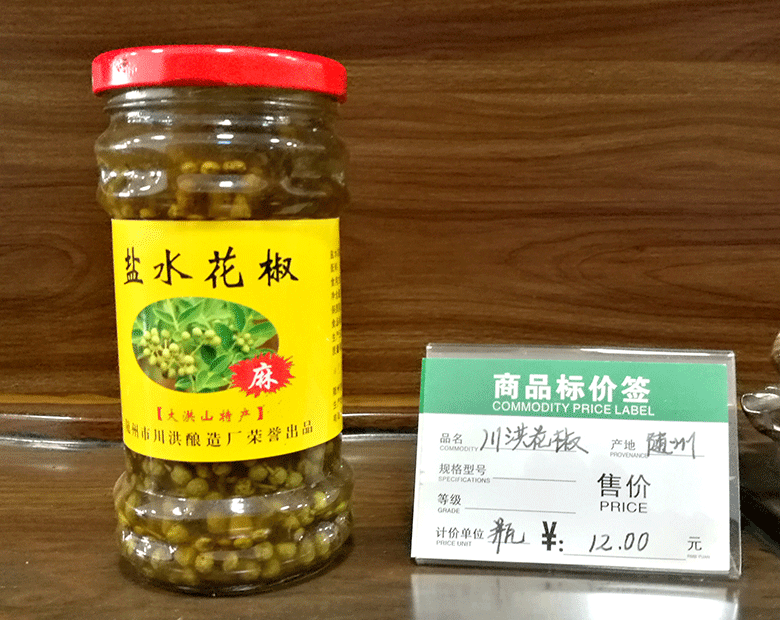 盐水花椒
麻
【大洪山特产】
随州市川洪酿造厂荣誉出品
商品标价签
COMMODITY PRICE LABEL
品名 川洪花椒 产地 随州
COMMODITY PROVENANCE
规格型号
SPECIFICATIONS
售价
PRICE
等级
GRADE
计价单位 瓶 ¥: 12.00 元
PRICE UNIT